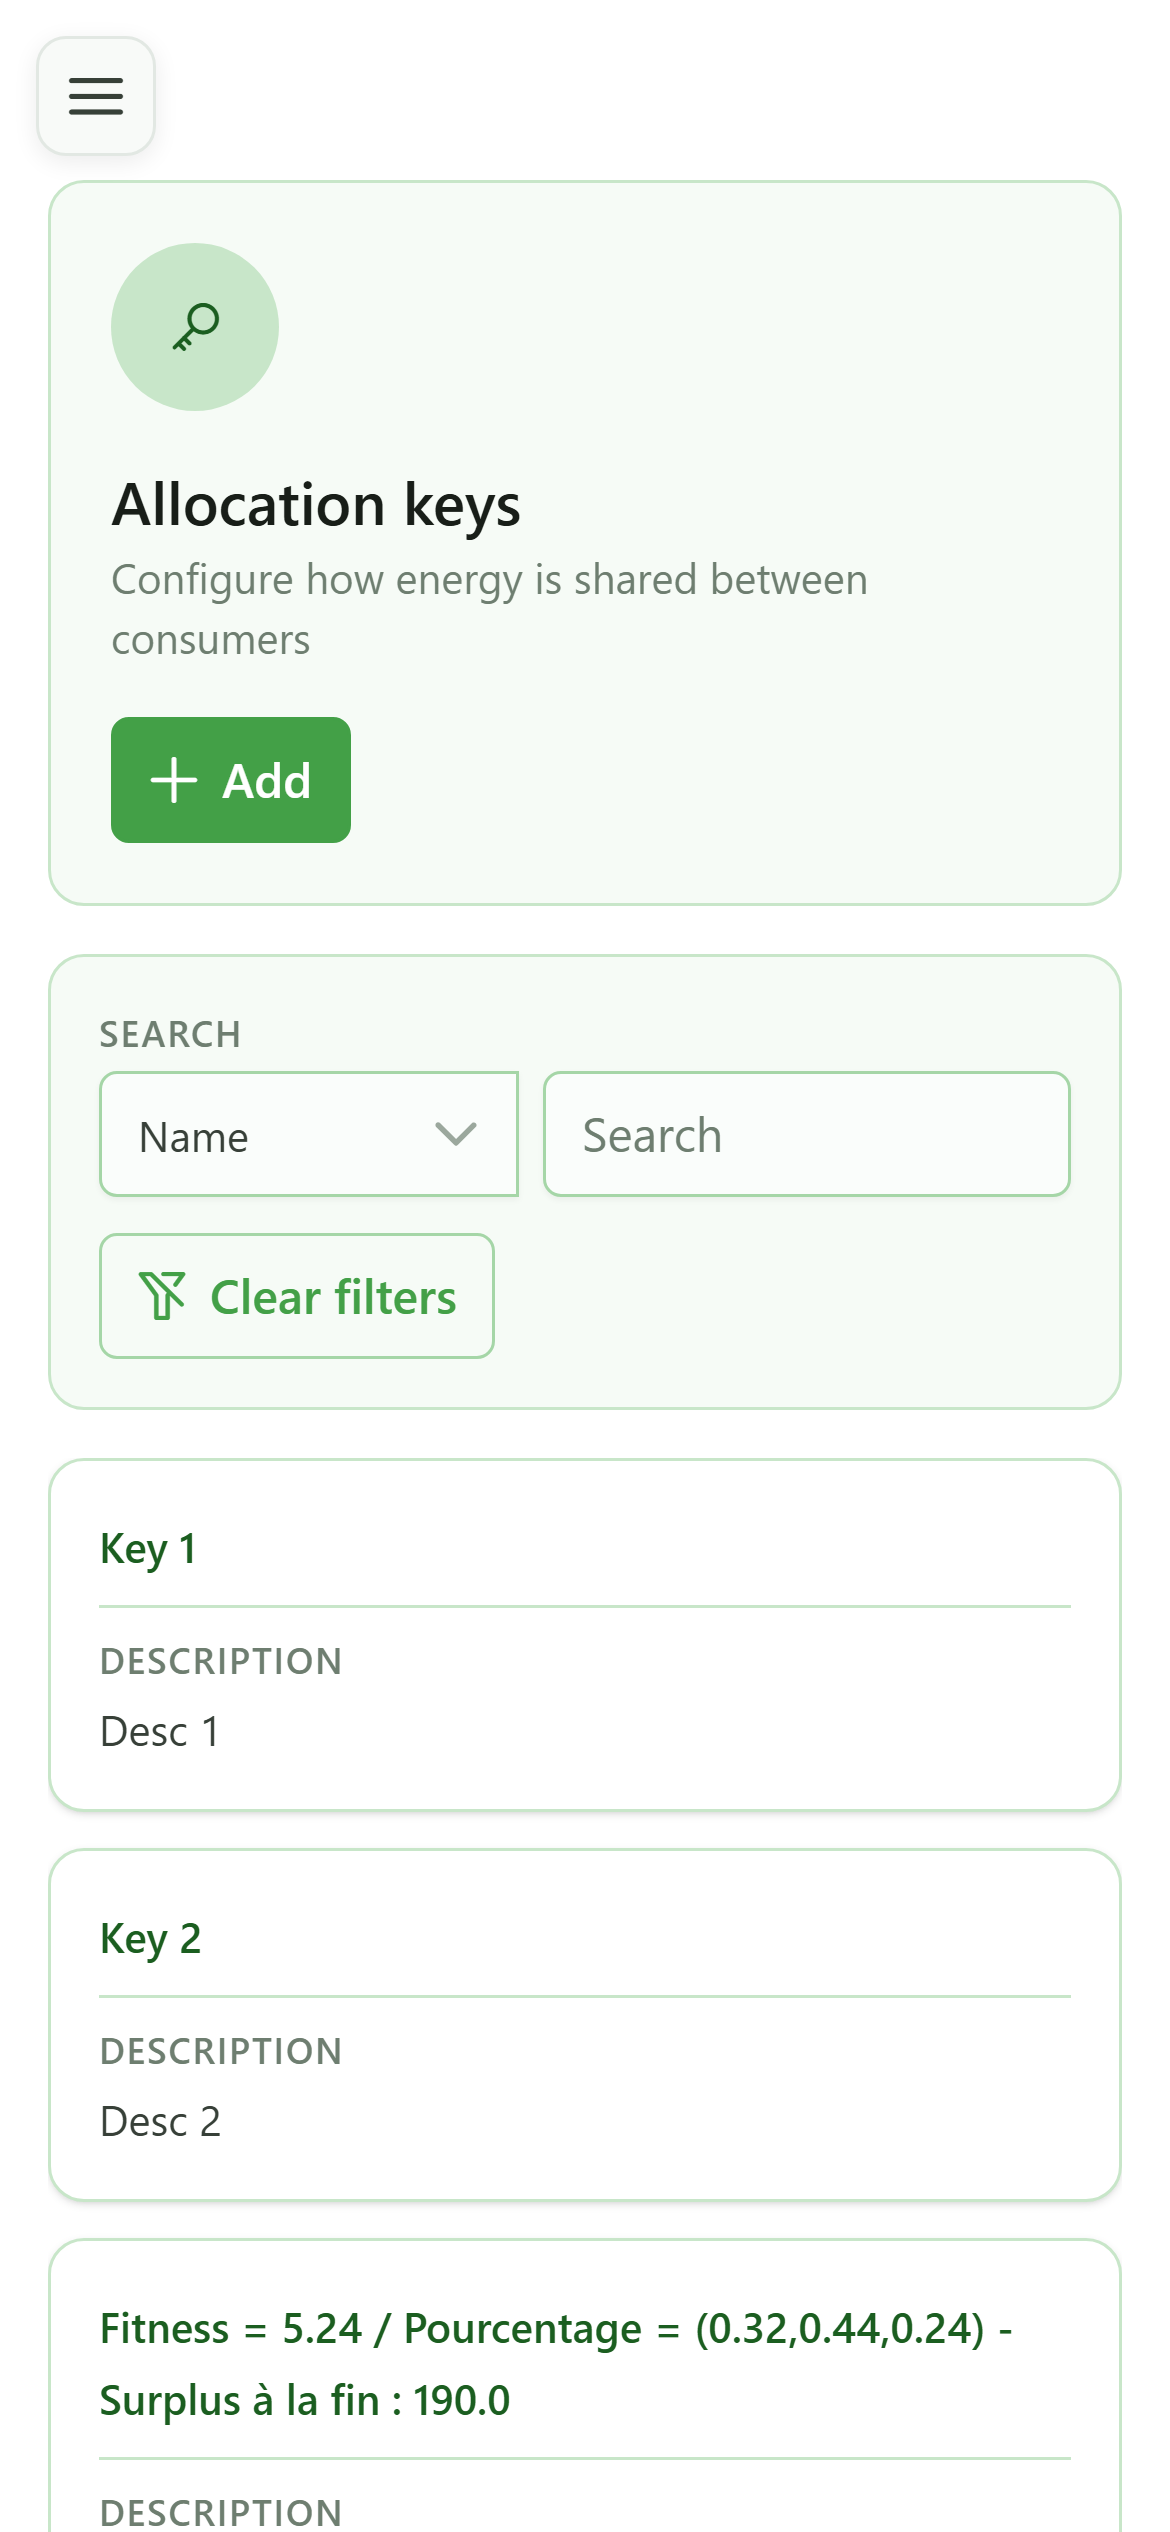 Allocation keys
Configure how energy is shared between
consumers
Add
SEARCH
Name
Search
Clear filters
Key 1
DESCRIPTION
Desc 1
Key 2
DESCRIPTION
Desc 2
Fitness = 5.24 / Pourcentage = (0.32,0.44,0.24) -
Surplus à la fin : 190.0
DESCRIPTION